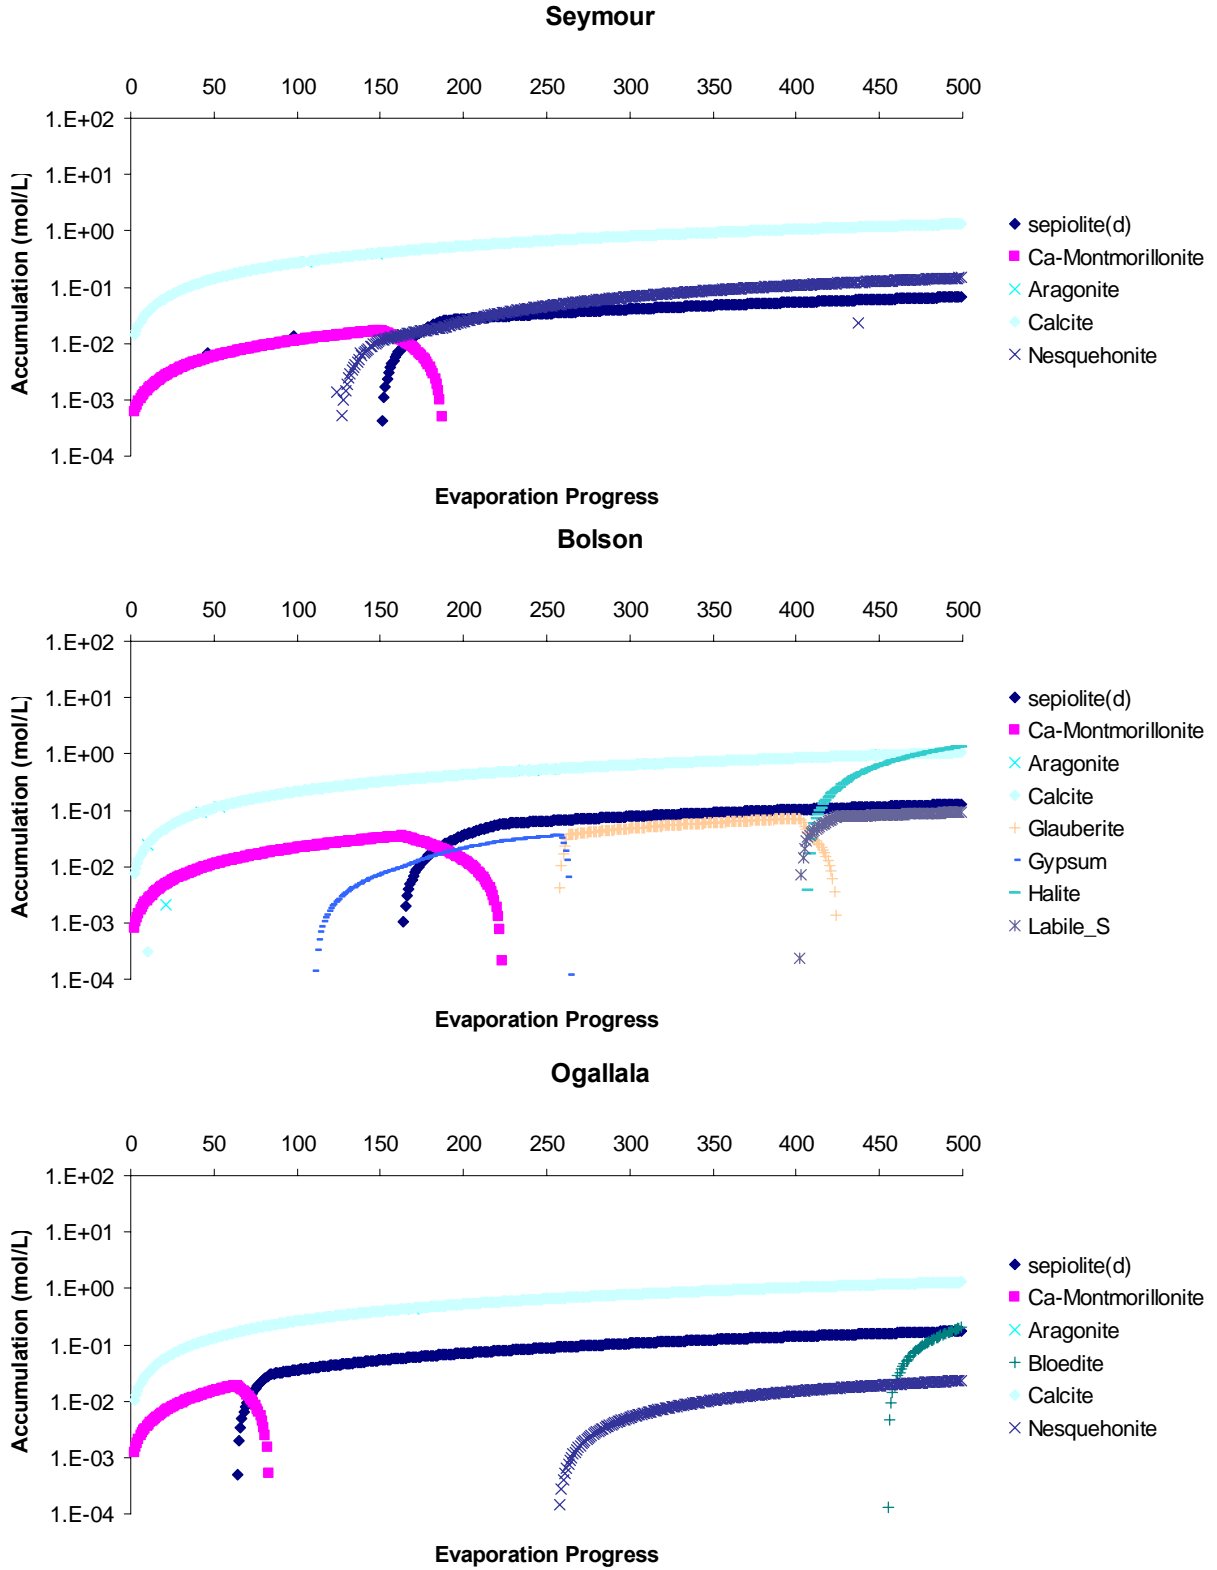 Seymour
0 50 100 150 200 250 300 350 400 450 500
1.E+02
1.E+01
1.E+00
1.E-01
1.E-02
1.E-03
1.E-04
Accumulation (mol/L)
Evaporation Progress
sepiolite(d)
Ca-Montmorillonite
Aragonite
Calcite
Nesquehonite
Bolson
0 50 100 150 200 250 300 350 400 450 500
1.E+02
1.E+01
1.E+00
1.E-01
1.E-02
1.E-03
1.E-04
Accumulation (mol/L)
Evaporation Progress
sepiolite(d)
Ca-Montmorillonite
Aragonite
Calcite
Glauberite
Gypsum
Halite
Labile_S
Ogallala
0 50 100 150 200 250 300 350 400 450 500
1.E+02
1.E+01
1.E+00
1.E-01
1.E-02
1.E-03
1.E-04
Accumulation (mol/L)
Evaporation Progress
sepiolite(d)
Ca-Montmorillonite
Aragonite
Bloedite
Calcite
Nesquehonite